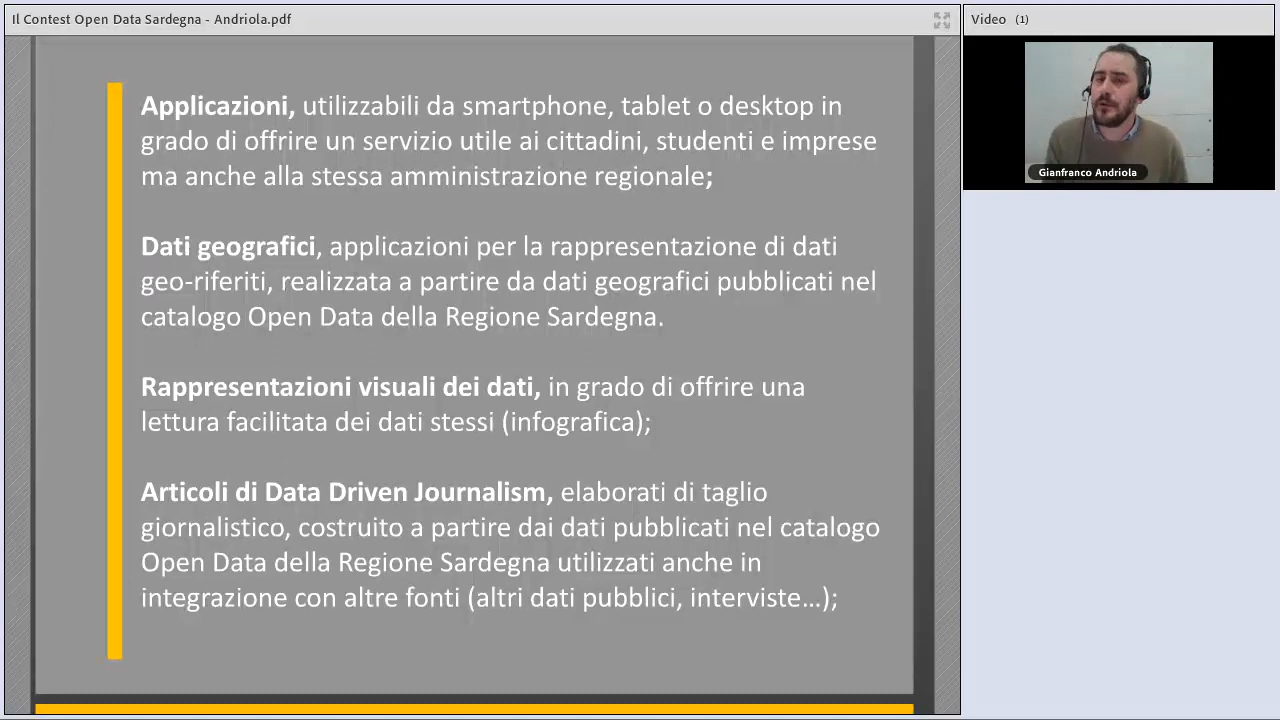 Il Contest Open Data Sardegna - Andriola.pdf
Applicazioni, utilizzabili da smartphone, tablet o desktop in
grado di offrire un servizio utile ai cittadini, studenti e imprese
ma anche alla stessa amministrazione regionale;
Dati geografici, applicazioni per la rappresentazione di dati
geo-riferiti, realizzata a partire da dati geografici pubblicati nel
catalogo Open Data della Regione Sardegna.
Rappresentazioni visuali dei dati, in grado di offrire una
lettura facilitata dei dati stessi (infografica);
Articoli di Data Driven Journalism, elaborati di taglio
giornalistico, costruito a partire dai dati pubblicati nel catalogo
Open Data della Regione Sardegna utilizzati anche in
integrazione con altre fonti (altri dati pubblici, interviste…);
Video (1)
Gianfranco Andriola